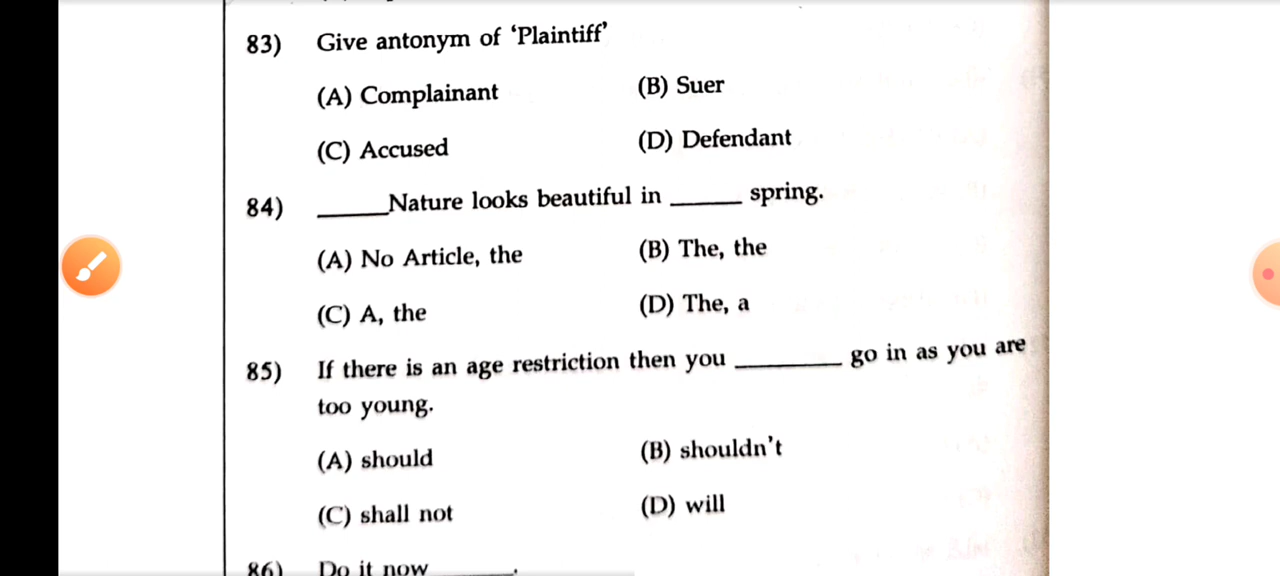 83) Give antonym of ‘Plaintiff’
(A) Complainant (B) Suer
(C) Accused (D) Defendant
84) ______Nature looks beautiful in ______ spring.
(A) No Article, the (B) The, the
(C) A, the (D) The, a
85) If there is an age restriction then you _________ go in as you are
too young.
(A) should (B) shouldn’t
(C) shall not (D) will
86) Do it now ______.